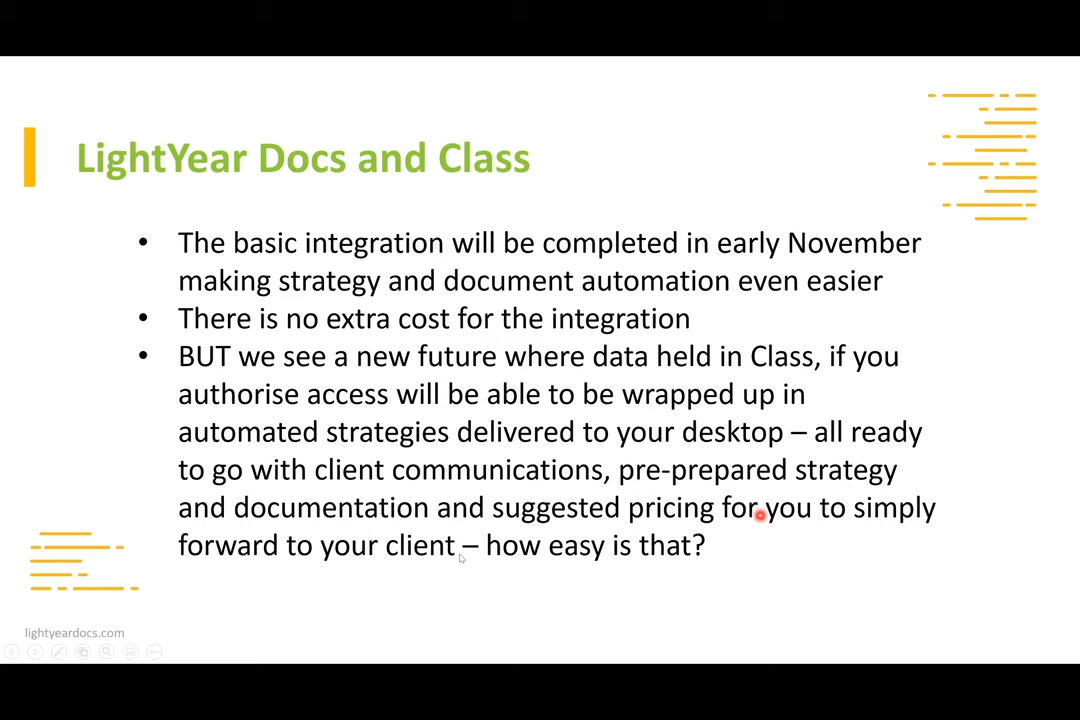 LightYear Docs and Class
• The basic integration will be completed in early November
making strategy and document automation even easier
• There is no extra cost for the integration
• BUT we see a new future where data held in Class, if you
authorise access will be able to be wrapped up in
automated strategies delivered to your desktop – all ready
to go with client communications, pre-prepared strategy
and documentation and suggested pricing for you to simply
forward to your client – how easy is that?
lightyeardocs.com